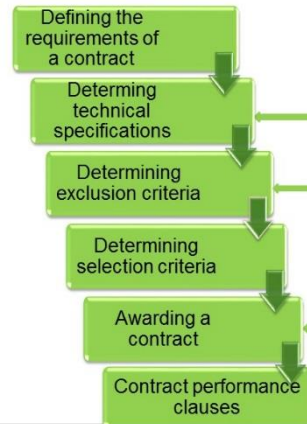 Defining the
requirements of
a contract
Determing
technical
specifications
Determining
exclusion criteria
Determining
selection criteria
Awarding a
contract
Contract performance
clauses